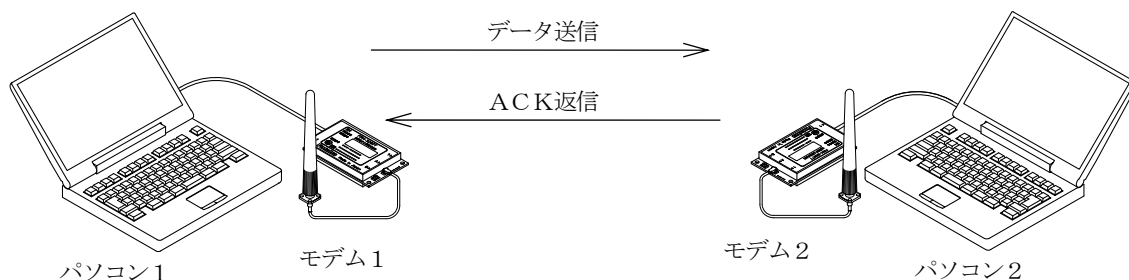 データ送信
ＡＣＫ返信
モデム１
モデム２
パソコン１
パソコン２